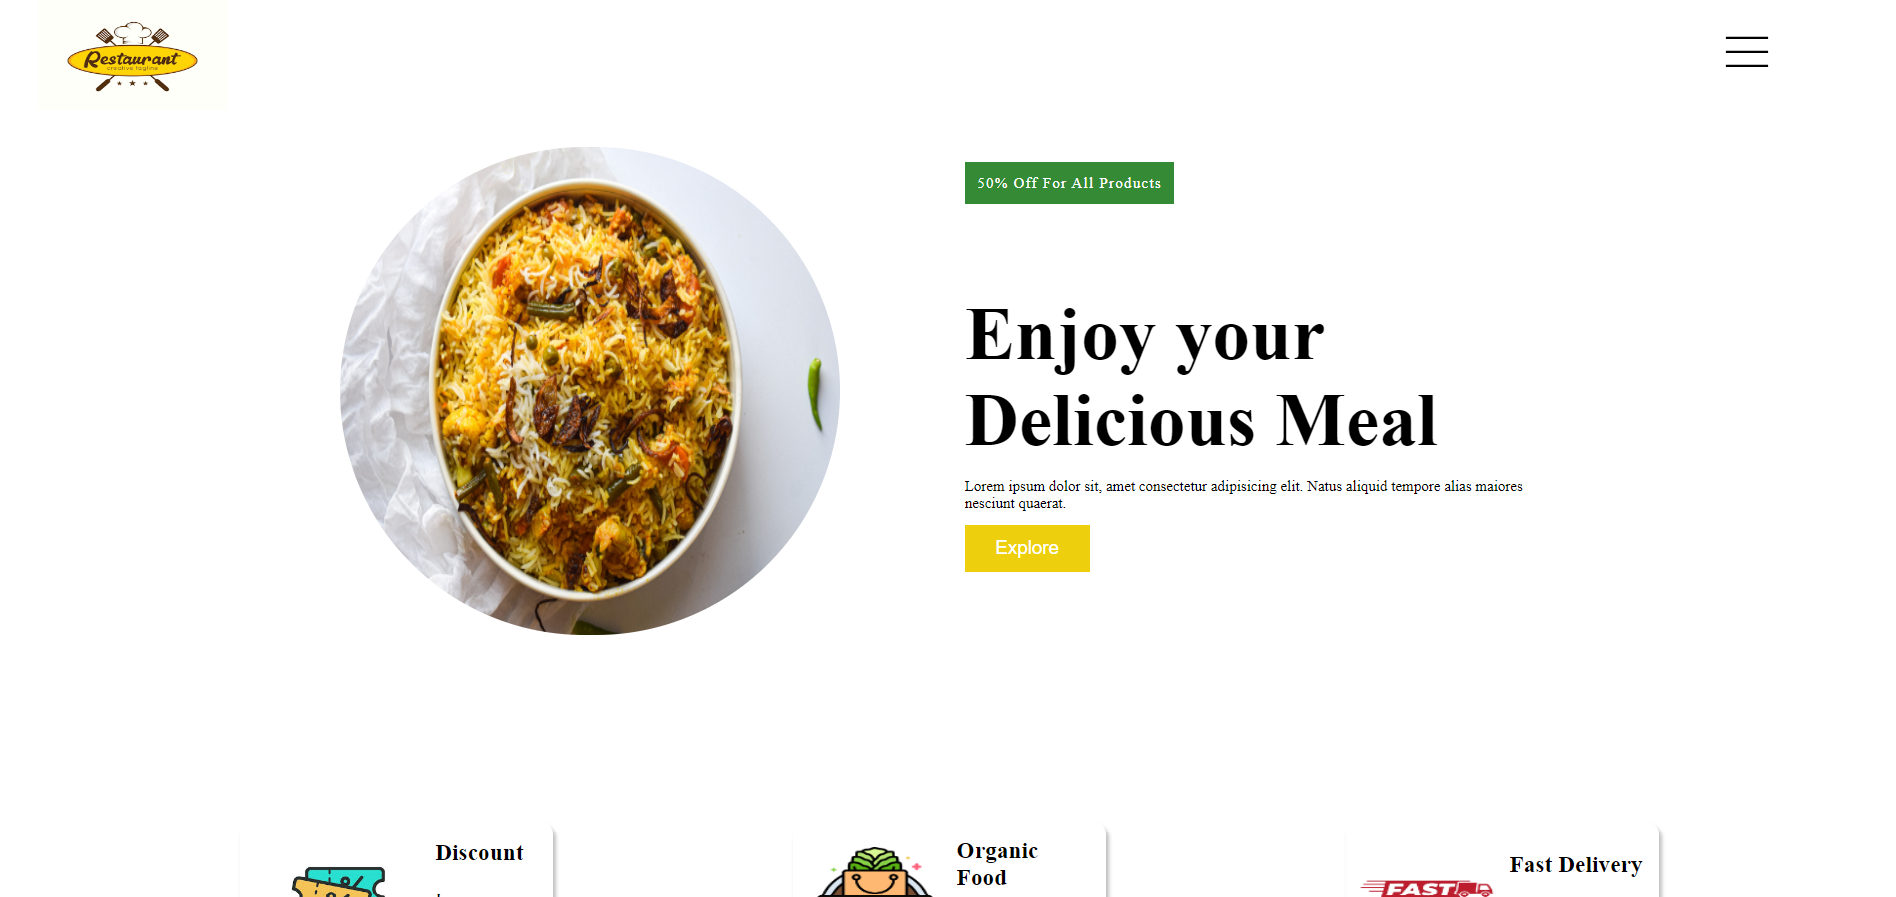 Restaurant
creative tagline
50% Off For All Products
Enjoy your
Delicious Meal
Lorem ipsum dolor sit, amet consectetur adipisicing elit. Natus aliquid tempore alias maiores
nesciunt quaerat.
Explore
Discount
Organic
Food
Fast Delivery
%
%
FAST